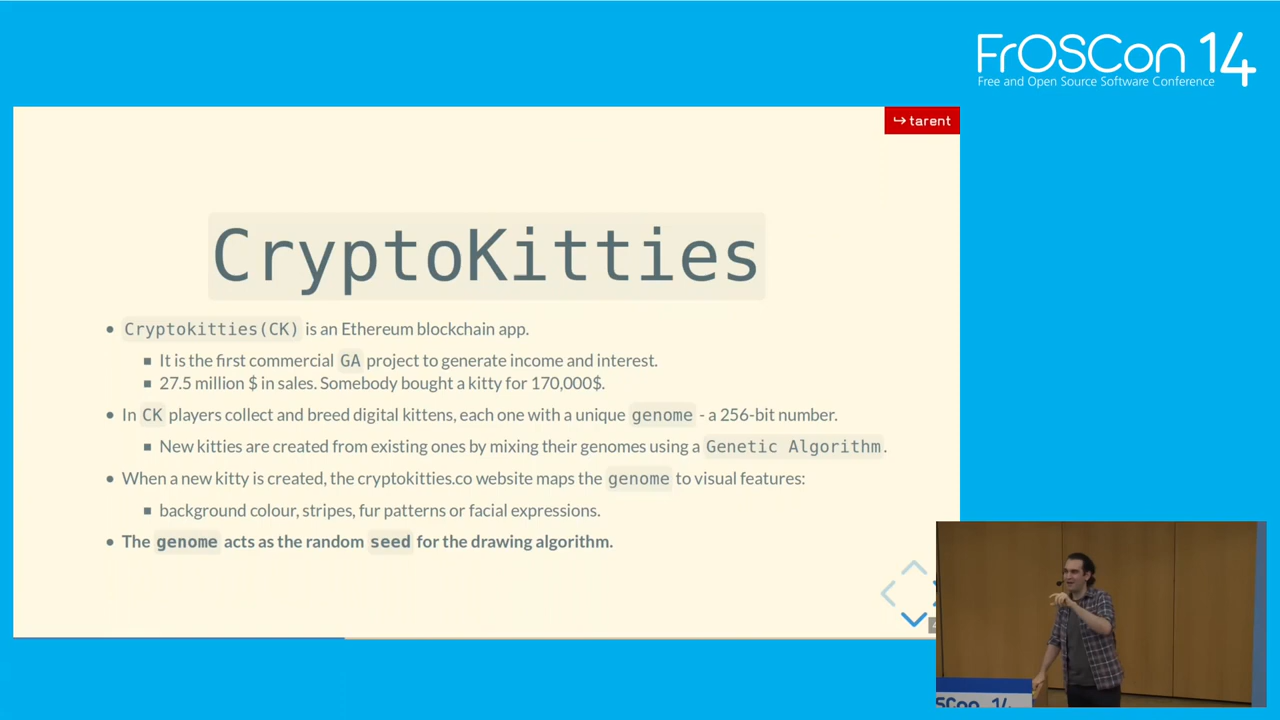 FrOSCon 14
Free and Open Source Software Conference
↪ tarent
CryptoKitties
• Cryptokitties(CK) is an Ethereum blockchain app.
▪ It is the first commercial GA project to generate income and interest.
▪ 27.5 million $ in sales. Somebody bought a kitty for 170,000$.
• In CK players collect and breed digital kittens, each one with a unique genome - a 256-bit number.
▪ New kitties are created from existing ones by mixing their genomes using a Genetic Algorithm.
• When a new kitty is created, the cryptokitties.co website maps the genome to visual features:
▪ background colour, stripes, fur patterns or facial expressions.
• The genome acts as the random seed for the drawing algorithm.
SCon 14